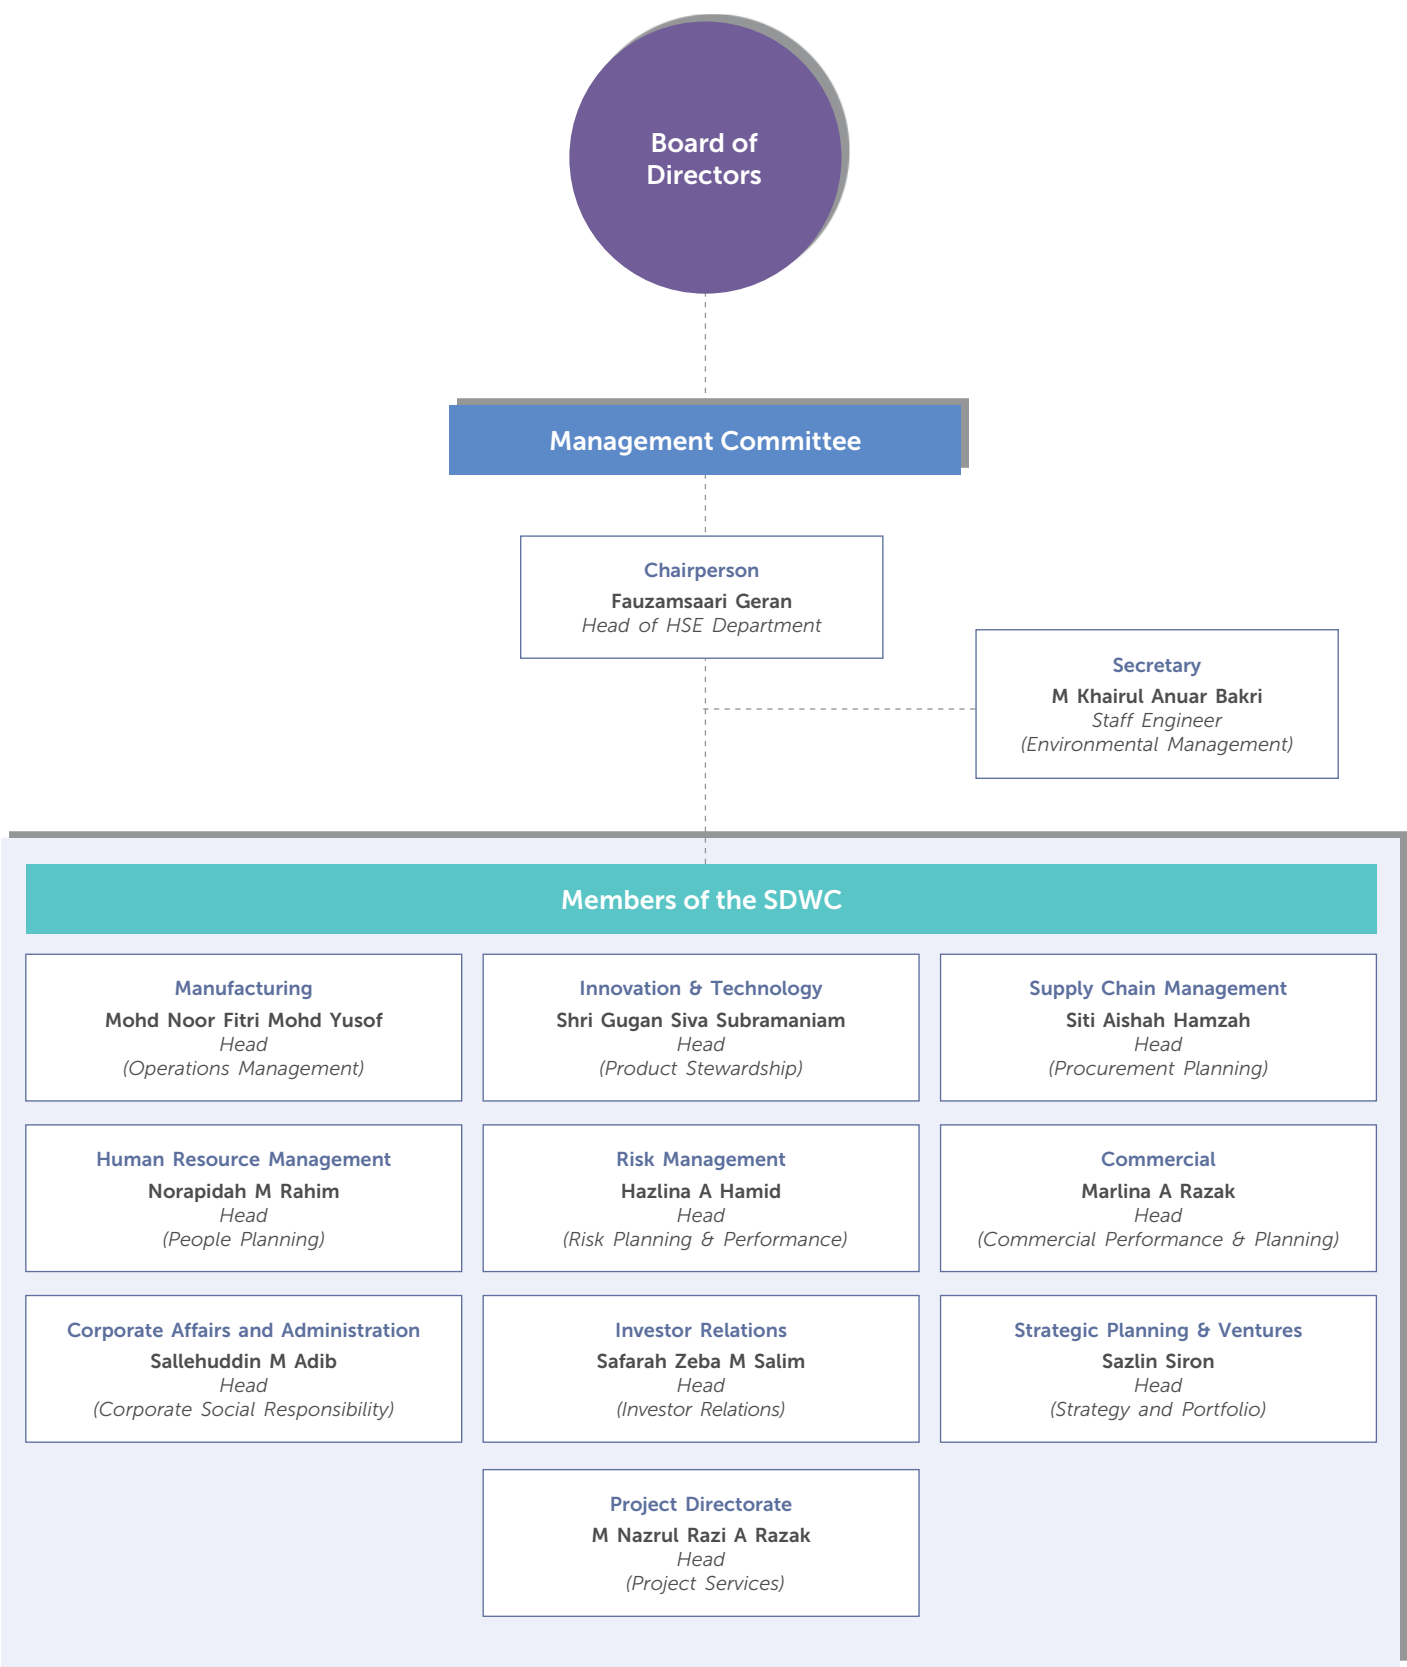 Board of
Directors
Management Committee
Chairperson
Fauzamsaari Geran
Head of HSE Department
Secretary
M Khairul Anuar Bakri
Staff Engineer
(Environmental Management)
Members of the SDWC
Manufacturing
Mohd Noor Fitri Mohd Yusof
Head
(Operations Management)
Innovation & Technology
Shri Gugan Siva Subramaniam
Head
(Product Stewardship)
Supply Chain Management
Siti Aishah Hamzah
Head
(Procurement Planning)
Human Resource Management
Norapidah M Rahim
Head
(People Planning)
Risk Management
Hazlina A Hamid
Head
(Risk Planning & Performance)
Commercial
Marlina A Razak
Head
(Commercial Performance & Planning)
Corporate Affairs and Administration
Sallehuddin M Adib
Head
(Corporate Social Responsibility)
Investor Relations
Safarah Zeba M Salim
Head
(Investor Relations)
Strategic Planning & Ventures
Sazlin Siron
Head
(Strategy and Portfolio)
Project Directorate
M Nazrul Razi A Razak
Head
(Project Services)